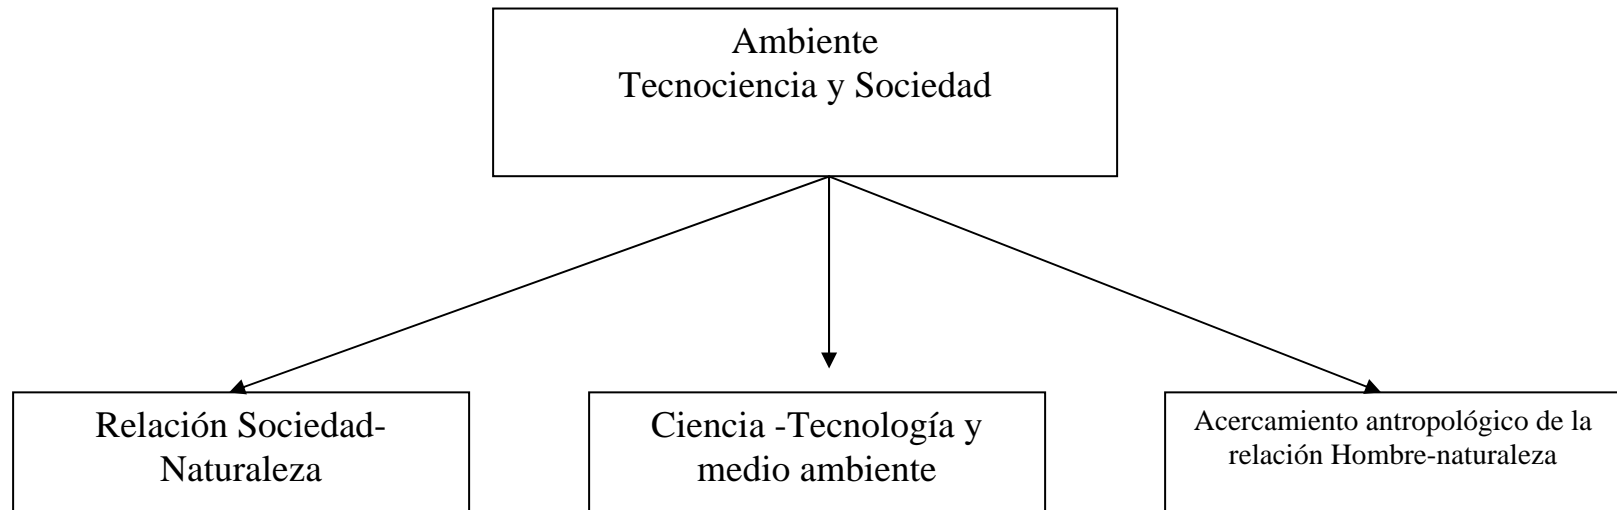 Ambiente
Tecnociencia y Sociedad
Relación Sociedad-
Naturaleza
Ciencia -Tecnología y
medio ambiente
Acercamiento antropológico de la
relación Hombre-naturaleza